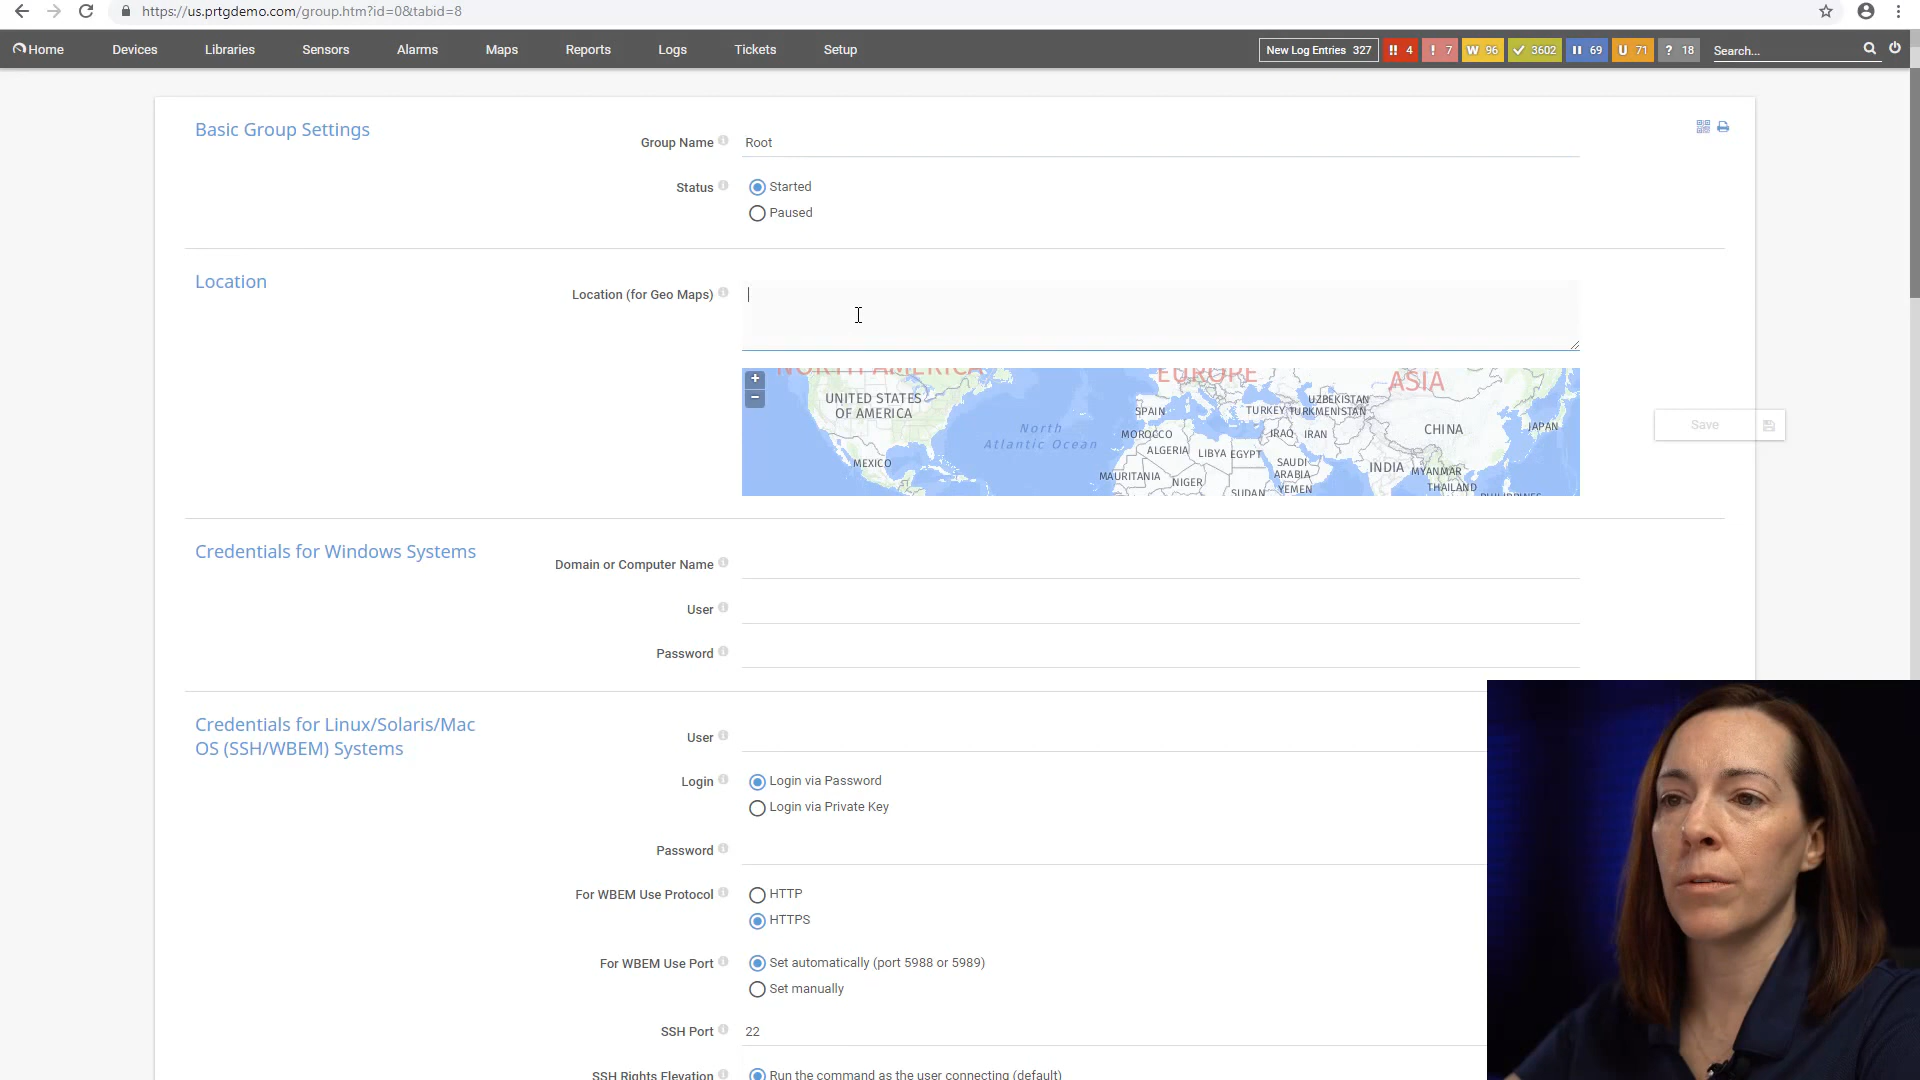 https://us.prtgdemo.com/group.htm?id=0&tabid=8
Home Devices Libraries Sensors Alarms Maps Reports Logs Tickets Setup New Log Entries 327 !! 4 ! 7 W 96 3602 69 U 71 ? 18 Search...
Basic Group Settings
Group Name Root
Status Started
Paused
Location
Location (for Geo Maps)
+
-
NORTH AMERICA
EUROPE
ASIA
UNITED STATES
OF AMERICA
MEXICO
North
Atlantic Ocean
SPAIN
MOROCCO
ALGERIA
LIBYA
EGYPT
MAURITANIA
NIGER
SUDAN
TURKEY
UZBEKISTAN
TURKMENISTAN
IRAQ
IRAN
SAUDI
ARABIA
YEMEN
CHINA
INDIA
MYANMAR
THAILAND
PHILIPPINES
JAPAN
Save
Credentials for Windows Systems
Domain or Computer Name
User
Password
Credentials for Linux/Solaris/Mac
OS (SSH/WBEM) Systems
User
Login Login via Password
Login via Private Key
Password
For WBEM Use Protocol HTTP
HTTPS
For WBEM Use Port Set automatically (port 5988 or 5989)
Set manually
SSH Port 22
SSH Rights Elevation Run the command as the user connecting (default)